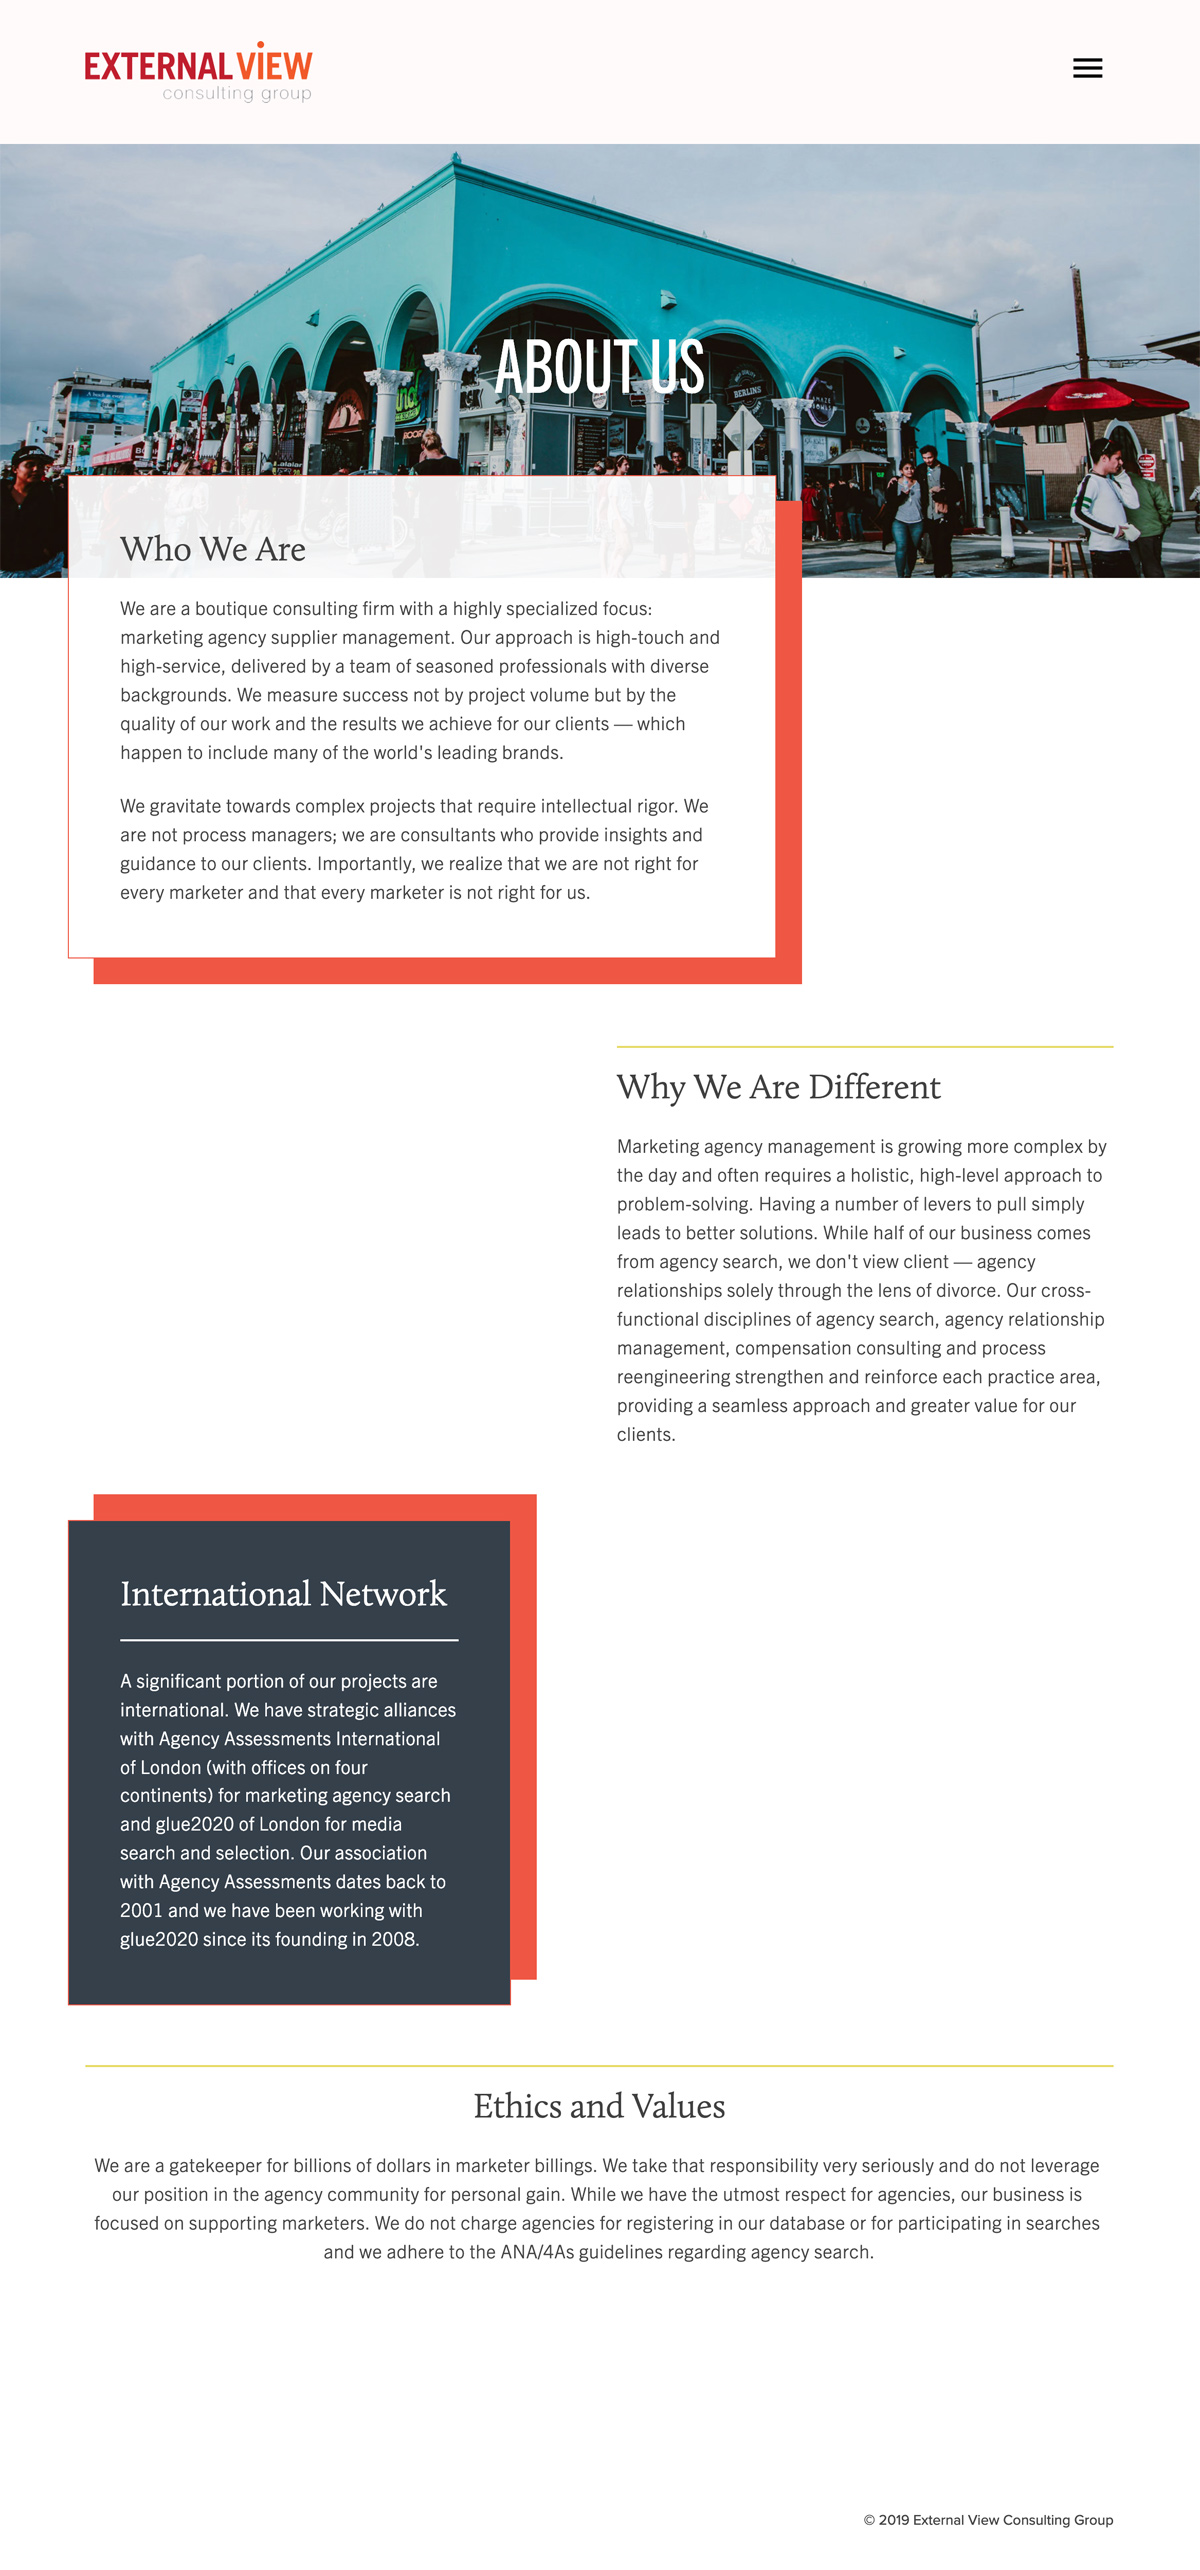 EXTERNAL VIEW
consulting group
ABOUT US
BERLINS
Who We Are
We are a boutique consulting firm with a highly specialized focus:
marketing agency supplier management. Our approach is high-touch and
high-service, delivered by a team of seasoned professionals with diverse
backgrounds. We measure success not by project volume but by the
quality of our work and the results we achieve for our clients — which
happen to include many of the world's leading brands.
We gravitate towards complex projects that require intellectual rigor. We
are not process managers; we are consultants who provide insights and
guidance to our clients. Importantly, we realize that we are not right for
every marketer and that every marketer is not right for us.
Why We Are Different
Marketing agency management is growing more complex by
the day and often requires a holistic, high-level approach to
problem-solving. Having a number of levers to pull simply
leads to better solutions. While half of our business comes
from agency search, we don't view client — agency
relationships solely through the lens of divorce. Our cross-
functional disciplines of agency search, agency relationship
management, compensation consulting and process
reengineering strengthen and reinforce each practice area,
providing a seamless approach and greater value for our
clients.
International Network
A significant portion of our projects are
international. We have strategic alliances
with Agency Assessments International
of London (with offices on four
continents) for marketing agency search
and glue2020 of London for media
search and selection. Our association
with Agency Assessments dates back to
2001 and we have been working with
glue2020 since its founding in 2008.
Ethics and Values
We are a gatekeeper for billions of dollars in marketer billings. We take that responsibility very seriously and do not leverage
our position in the agency community for personal gain. While we have the utmost respect for agencies, our business is
focused on supporting marketers. We do not charge agencies for registering in our database or for participating in searches
and we adhere to the ANA/4As guidelines regarding agency search.
© 2019 External View Consulting Group